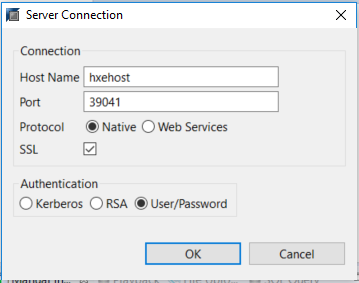 Server Connection
Connection
Host Name hxehost
Port 39041
Protocol Native Web Services
SSL
Authentication
Kerberos RSA User/Password
OK Cancel